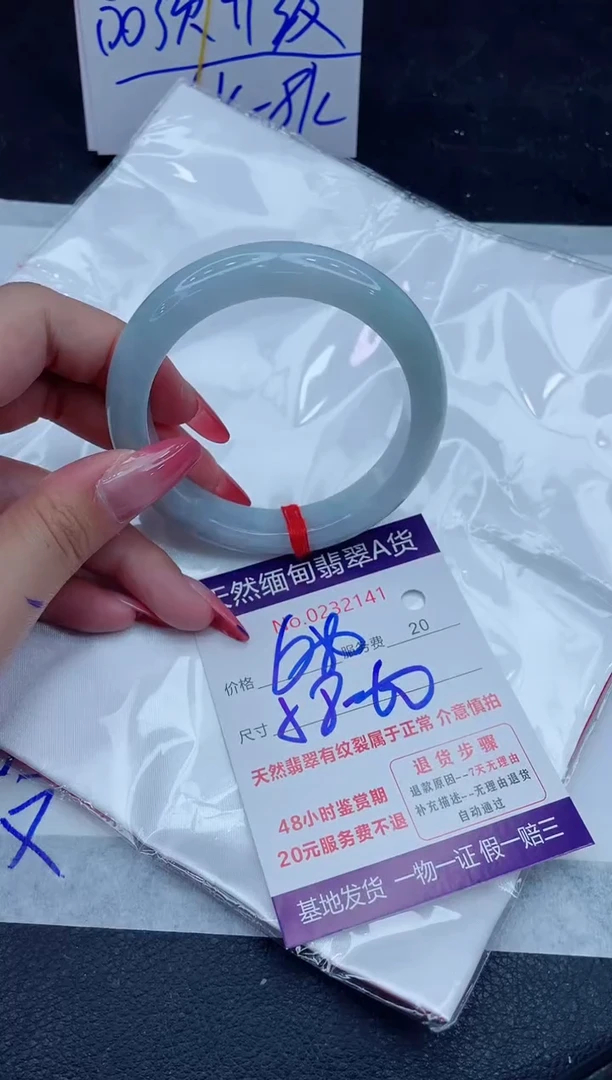 天然缅甸翡翠A货
No.0232141
价格
服务费 20
尺寸
天然翡翠有纹裂属于正常 介意慎拍
48小时鉴赏期
20元服务费不退
退货步骤
退款原因--7天无理由
补充描述--无理由退货
自动通过
基地发货 一物一证 假一赔三